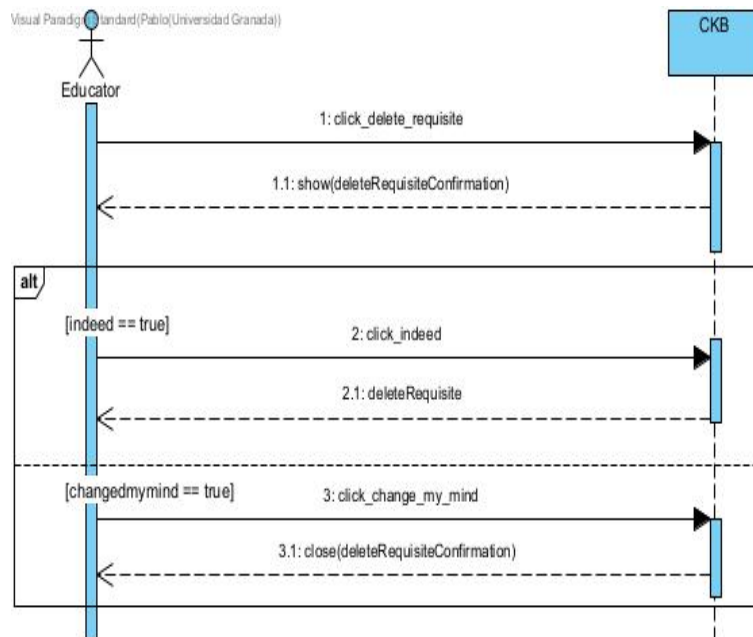 Visual Paradigm Standard(Pablo(Universidad Granada))
CKB
Educator
1: click_delete_requisite
1.1: show(deleteRequisiteConfirmation)
alt
[indeed == true]
2: click_indeed
2.1: deleteRequisite
[changedmymind == true]
3: click_change_my_mind
3.1: close(deleteRequisiteConfirmation)